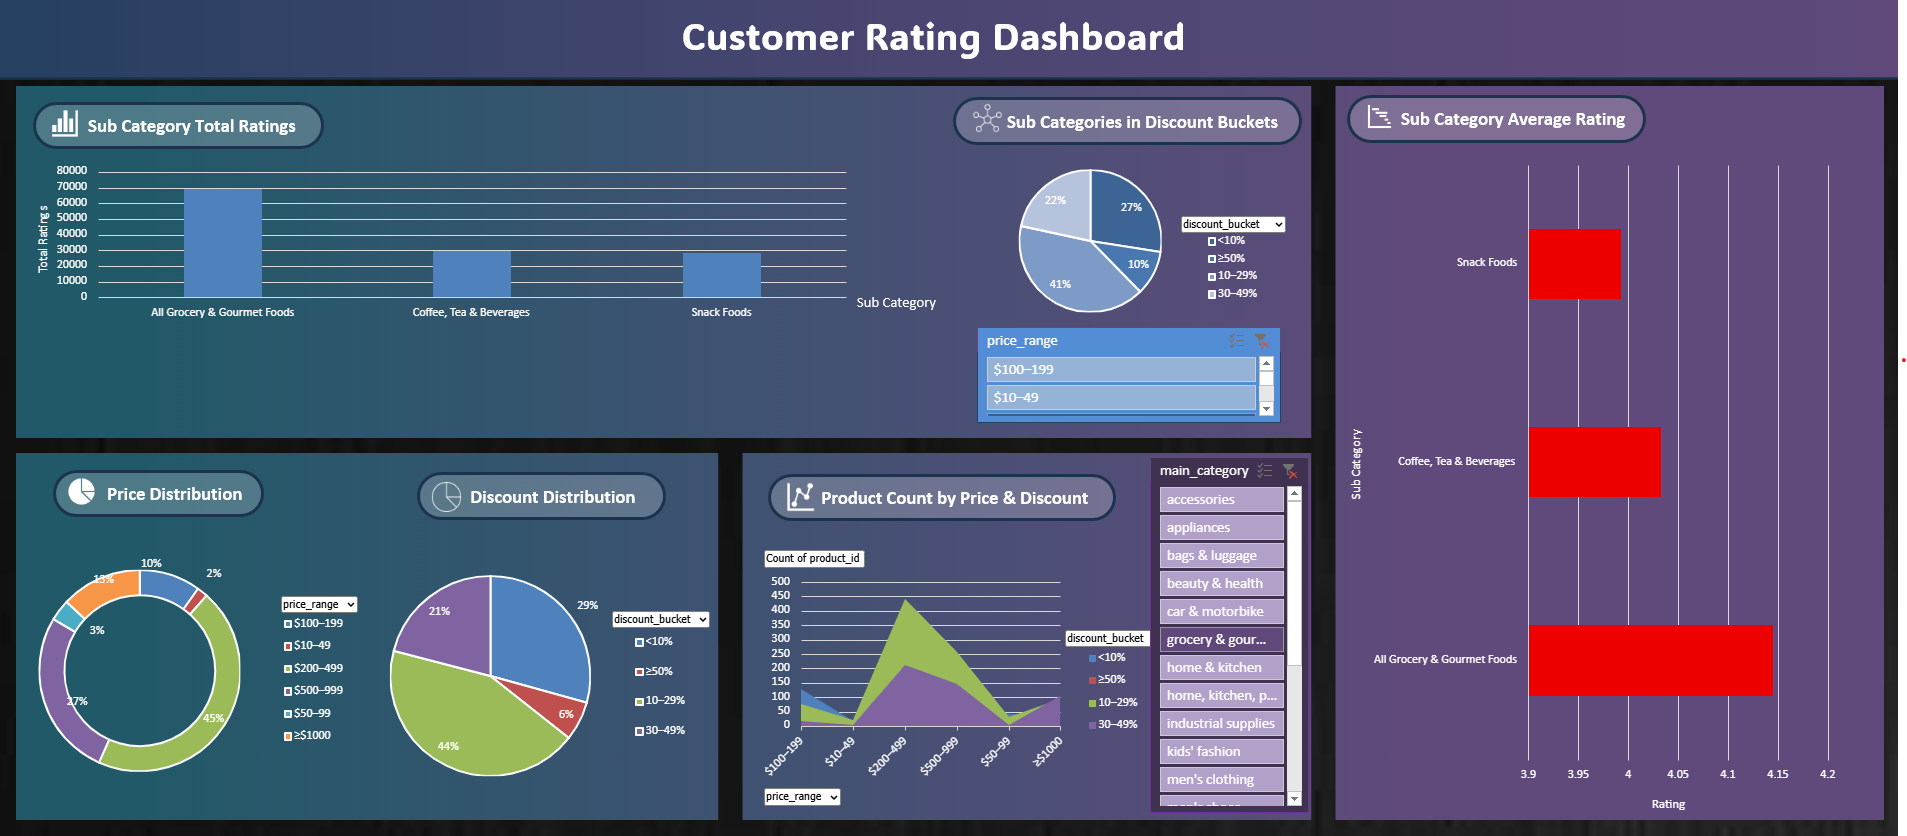 Customer Rating Dashboard
Sub Category Total Ratings
80000
70000
60000
50000
40000
30000
20000
10000
0
Total Ratings
All Grocery & Gourmet Foods
Coffee, Tea & Beverages
Snack Foods
Sub Category
Sub Categories in Discount Buckets
22%
27%
10%
41%
discount_bucket
<10%
≥50%
10–29%
30–49%
price_range
$100–199
$10–49
Sub Category Average Rating
Snack Foods
Coffee, Tea & Beverages
All Grocery & Gourmet Foods
Sub Category
3.9 3.95 4 4.05 4.1 4.15 4.2
Rating
Price Distribution
10%
2%
13%
3%
27%
45%
price_range
$100–199
$10–49
$200–499
$500–999
$50–99
≥$1000
Discount Distribution
21%
29%
6%
44%
discount_bucket
<10%
≥50%
10–29%
30–49%
Product Count by Price & Discount
Count of product_id
500
450
400
350
300
250
200
150
100
50
0
$100–199
$10–49
$200–499
$500–999
$50–99
≥$1000
price_range
discount_bucket
<10%
≥50%
10–29%
30–49%
main_category
accessories
appliances
bags & luggage
beauty & health
car & motorbike
grocery & gour...
home & kitchen
home, kitchen, p...
industrial supplies
kids' fashion
men's clothing